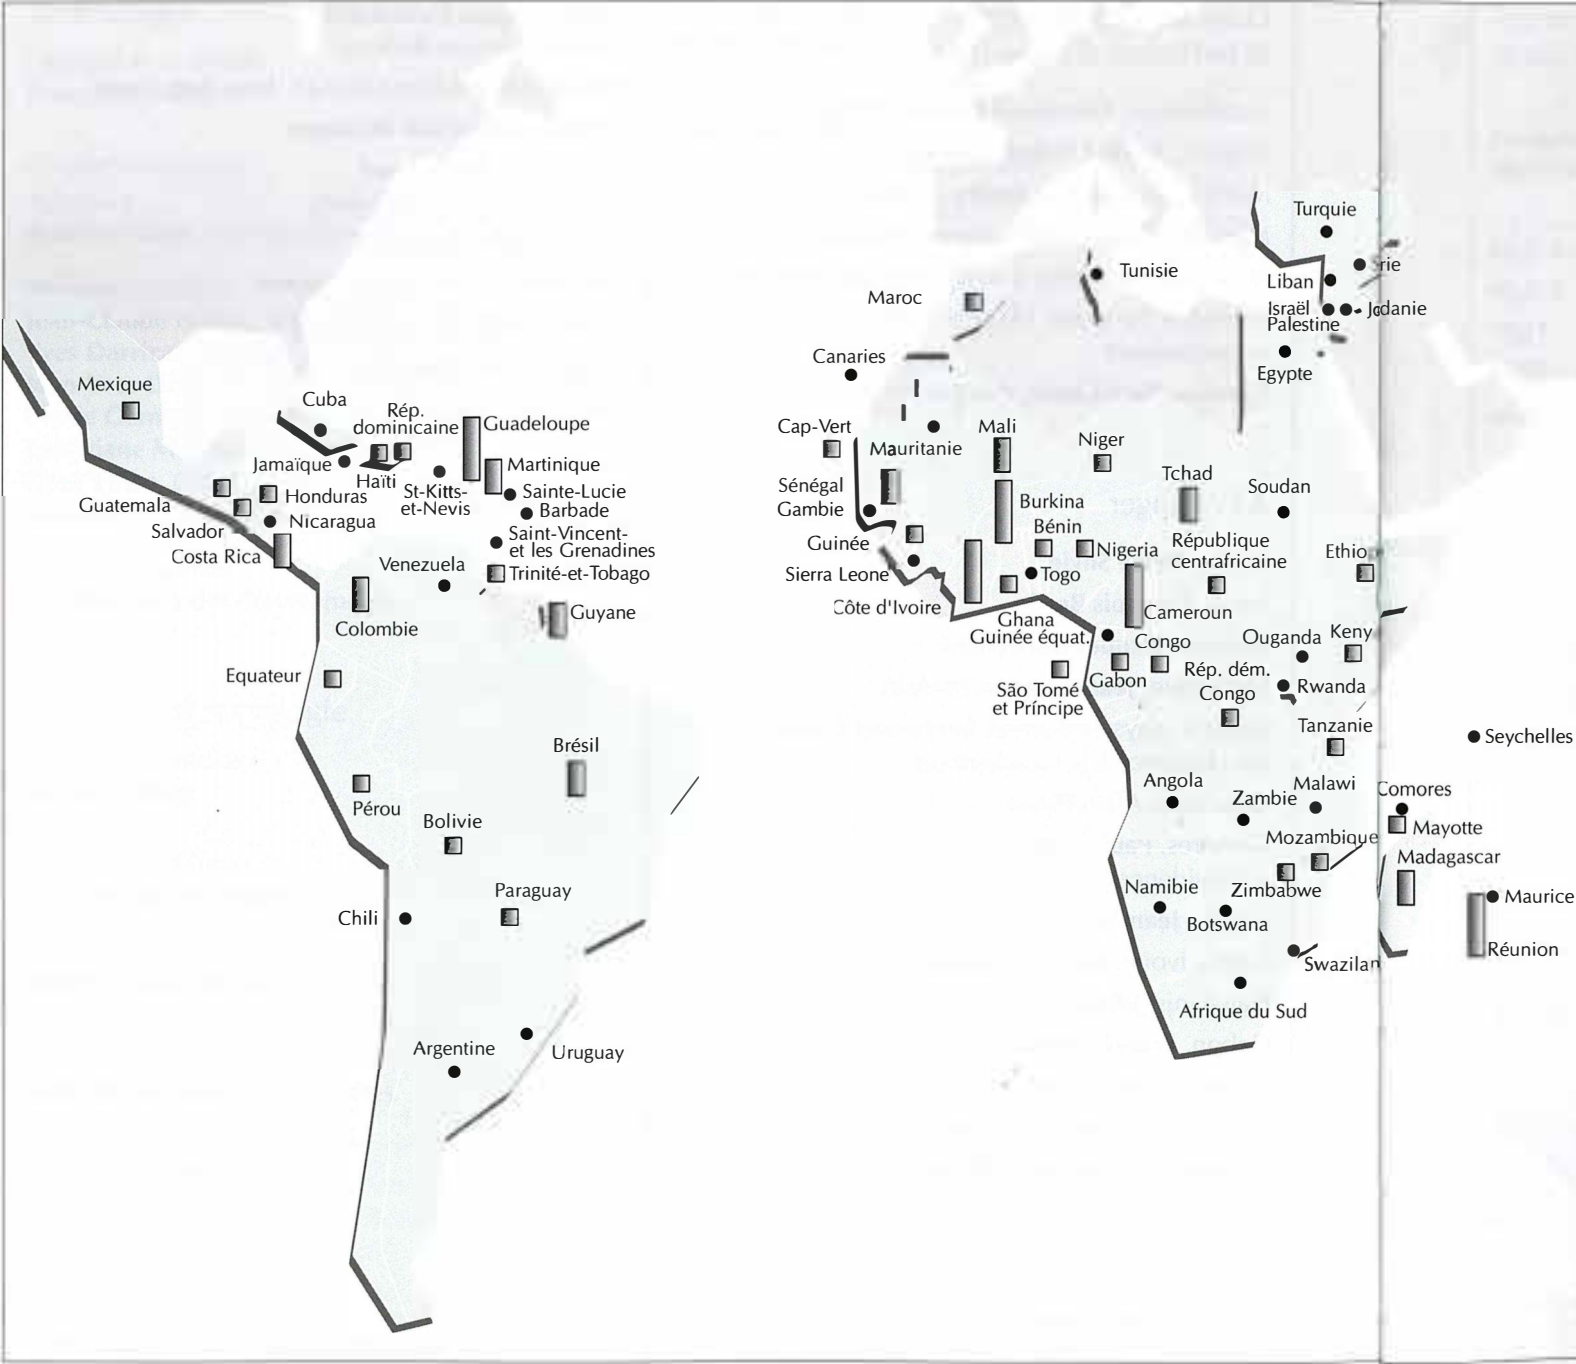 Mexique
Cuba
Rép.
dominicaine
Guadeloupe
Jamaïque
Haïti
Martinique
St-Kitts-
et-Nevis
Sainte-Lucie
Barbade
Guatemala
Honduras
Salvador
Nicaragua
Saint-Vincent-
et les Grenadines
Costa Rica
Venezuela
Trinité-et-Tobago
Colombie
Guyane
Equateur
Brésil
Pérou
Bolivie
Paraguay
Chili
Argentine
Uruguay
Turquie
Tunisie
rie
Liban
Maroc
Israël
Palestine
Jordanie
Canaries
Egypte
Cap-Vert
Mauritanie
Mali
Niger
Tchad
Soudan
Sénégal
Gambie
Burkina
Bénin
Guinée
Nigeria
République
centrafricaine
Ethio
Sierra Leone
Togo
Côte d'Ivoire
Ghana
Cameroun
Guinée équat.
Congo
Ouganda
Keny
Gabon
Rép. dém.
Congo
Rwanda
São Tomé
et Príncipe
Tanzanie
Seychelles
Angola
Zambie
Malawi
Comores
Mayotte
Mozambique
Madagascar
Namibie
Zimbabwe
Maurice
Botswana
Réunion
Swazilan
Afrique du Sud